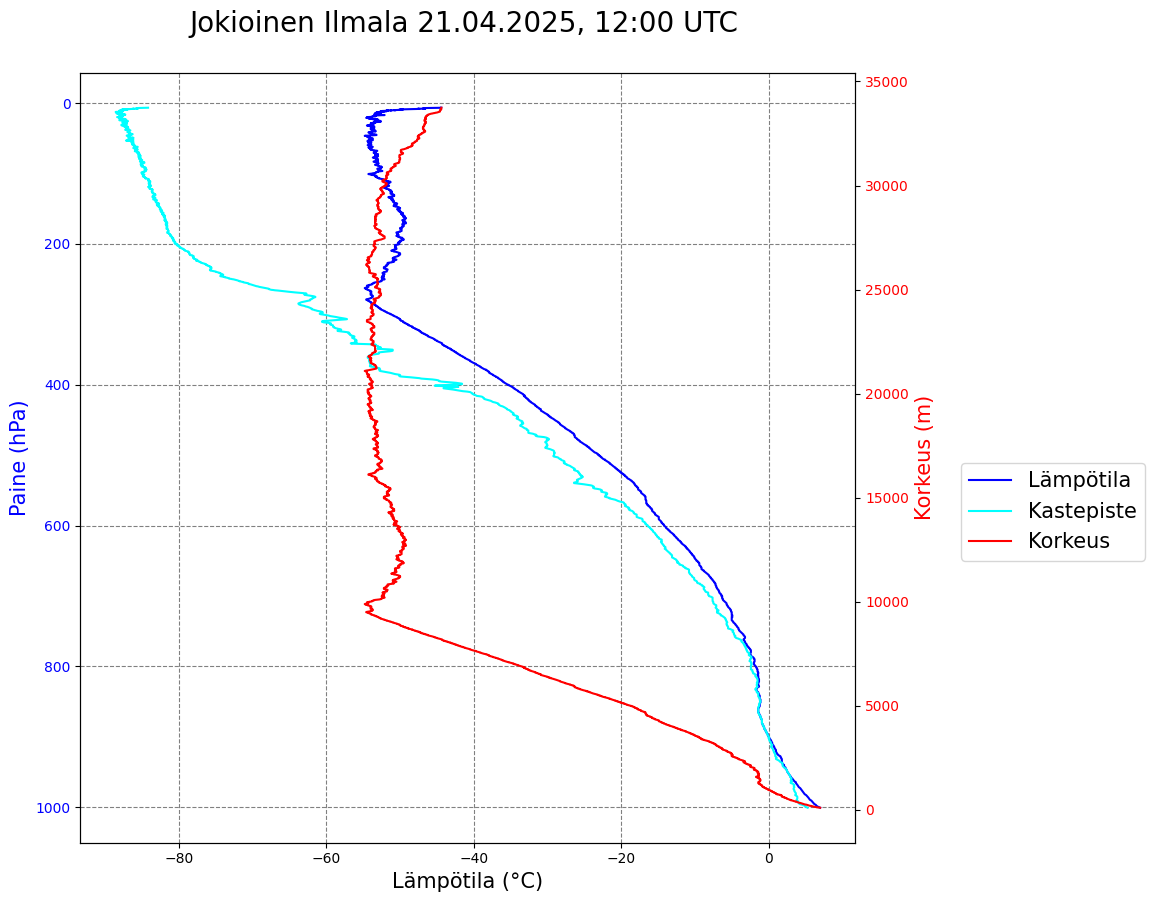 Jokioinen Ilmala 21.04.2025, 12:00 UTC
0
200
400
600
800
1000
Paine (hPa)
−80
−60
−40
−20
0
Lämpötila (°C)
35000
30000
25000
20000
15000
10000
5000
0
Korkeus (m)
Lämpötila
Kastepiste
Korkeus